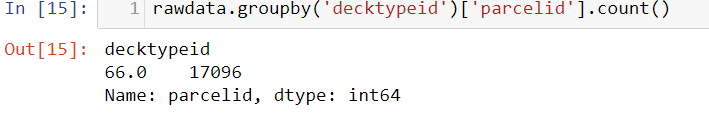 In [15]: 1 rawdata.groupby('decktypeid')['parcelid'].count()
Out[15]: decktypeid
66.0    17096
Name: parcelid, dtype: int64